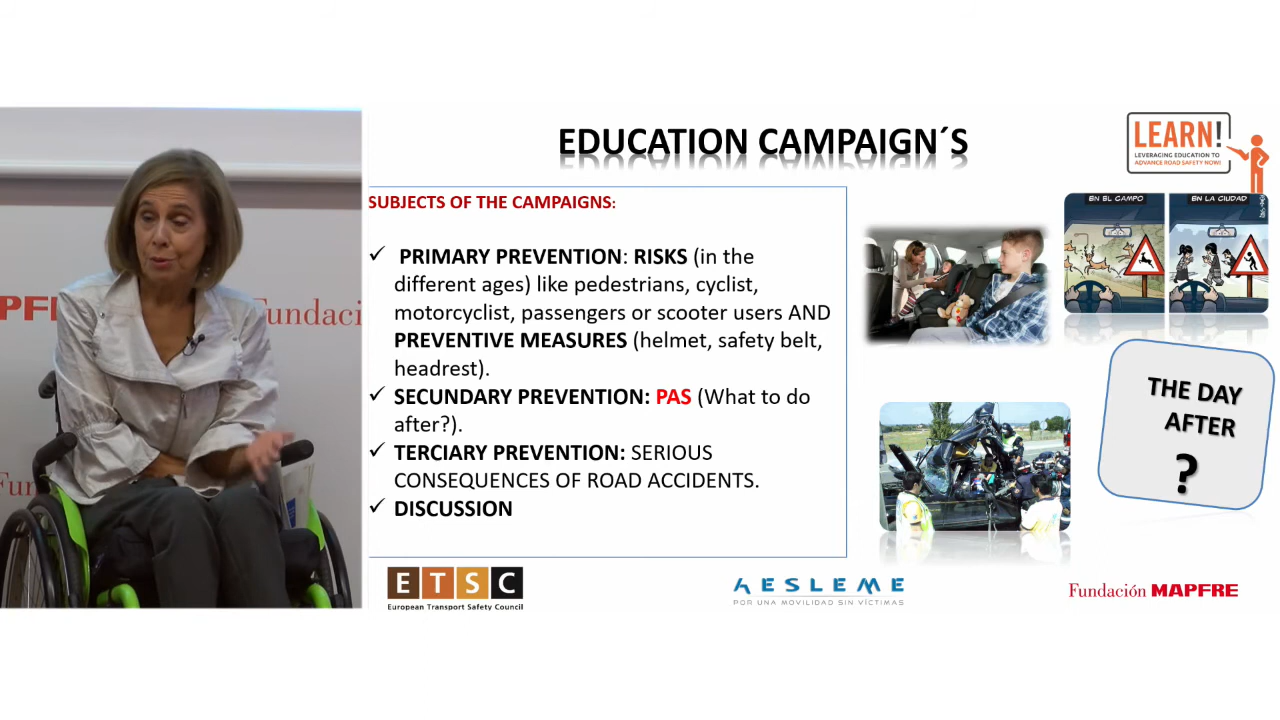 EDUCATION CAMPAIGN´S
LEARN!
LEVERAGING EDUCATION TO
ADVANCE ROAD SAFETY NOW!
SUBJECTS OF THE CAMPAIGNS:
✓ PRIMARY PREVENTION: RISKS (in the
different ages) like pedestrians, cyclist,
motorcyclist, passengers or scooter users AND
PREVENTIVE MEASURES (helmet, safety belt,
headrest).
✓ SECUNDARY PREVENTION: PAS (What to do
after?).
✓ TERCIARY PREVENTION: SERIOUS
CONSEQUENCES OF ROAD ACCIDENTS.
✓ DISCUSSION
EN EL CAMPO
EN LA CIUDAD
THE DAY
AFTER
?
PF
Fundaci
Fun
ETSC
European Transport Safety Council
AESLEME
POR UNA MOVILIDAD SIN VÍCTIMAS
Fundación MAPFRE